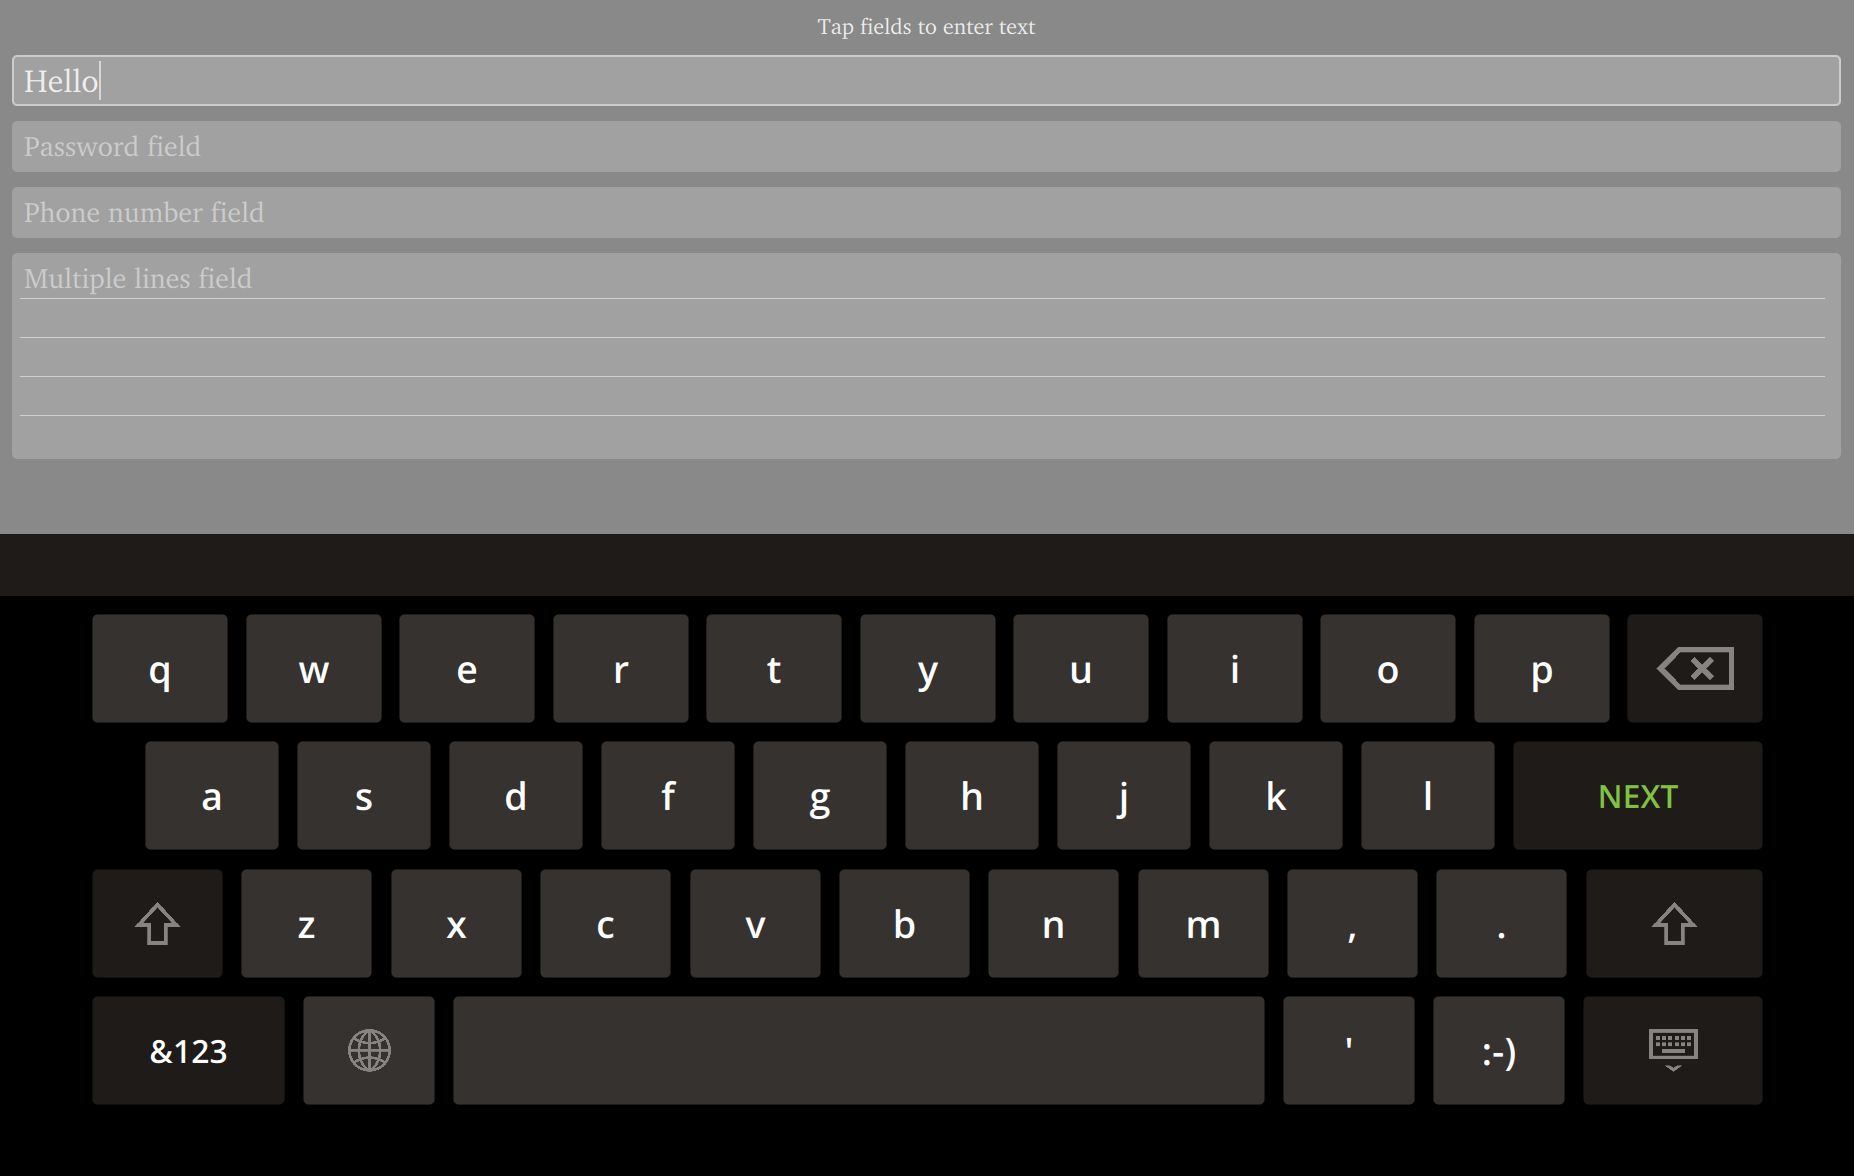 Tap fields to enter text
Hello
Password field
Phone number field
Multiple lines field
q w e r t y u i o p
a s d f g h j k l NEXT
z x c v b n m , .
&123 ' :-)